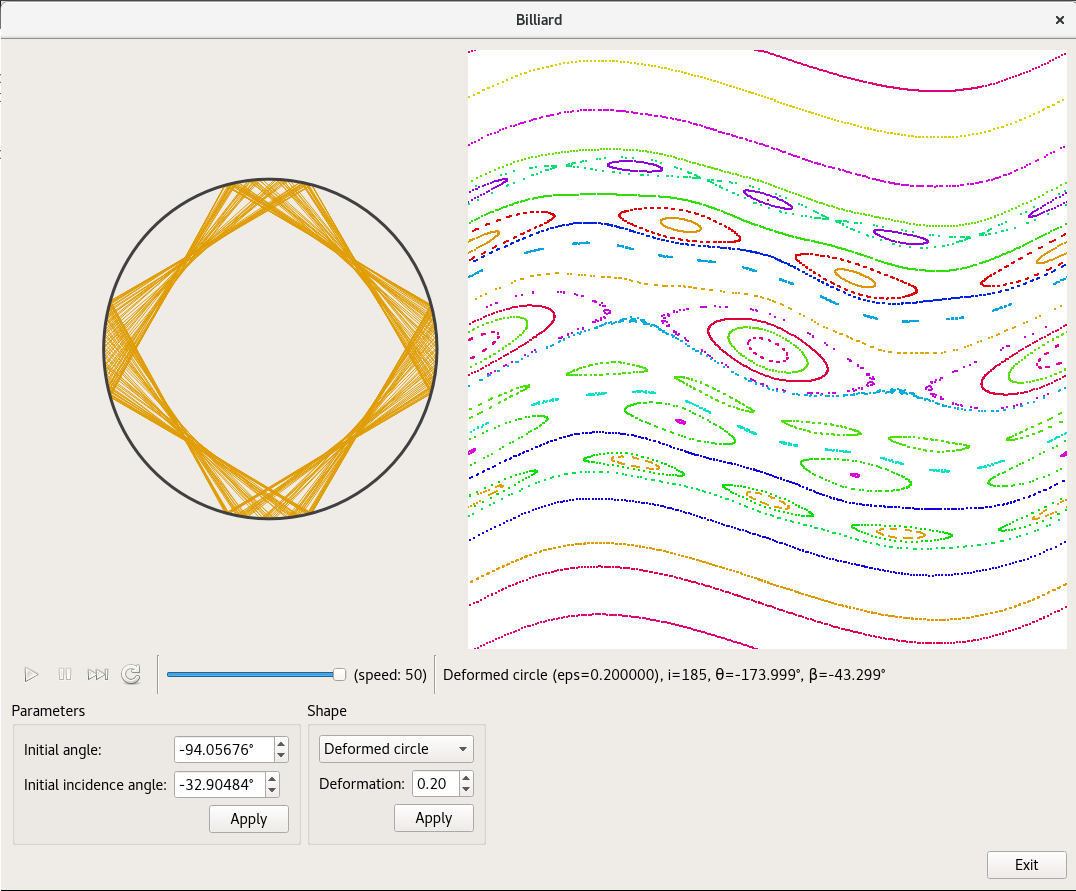 Billiard
(speed: 50)
Deformed circle (eps=0.200000), i=185, θ=-173.999°, β=-43.299°
Parameters
Initial angle:
-94.05676°
Initial incidence angle:
-32.90484°
Apply
Shape
Deformed circle
Deformation:
0.20
Apply
Exit